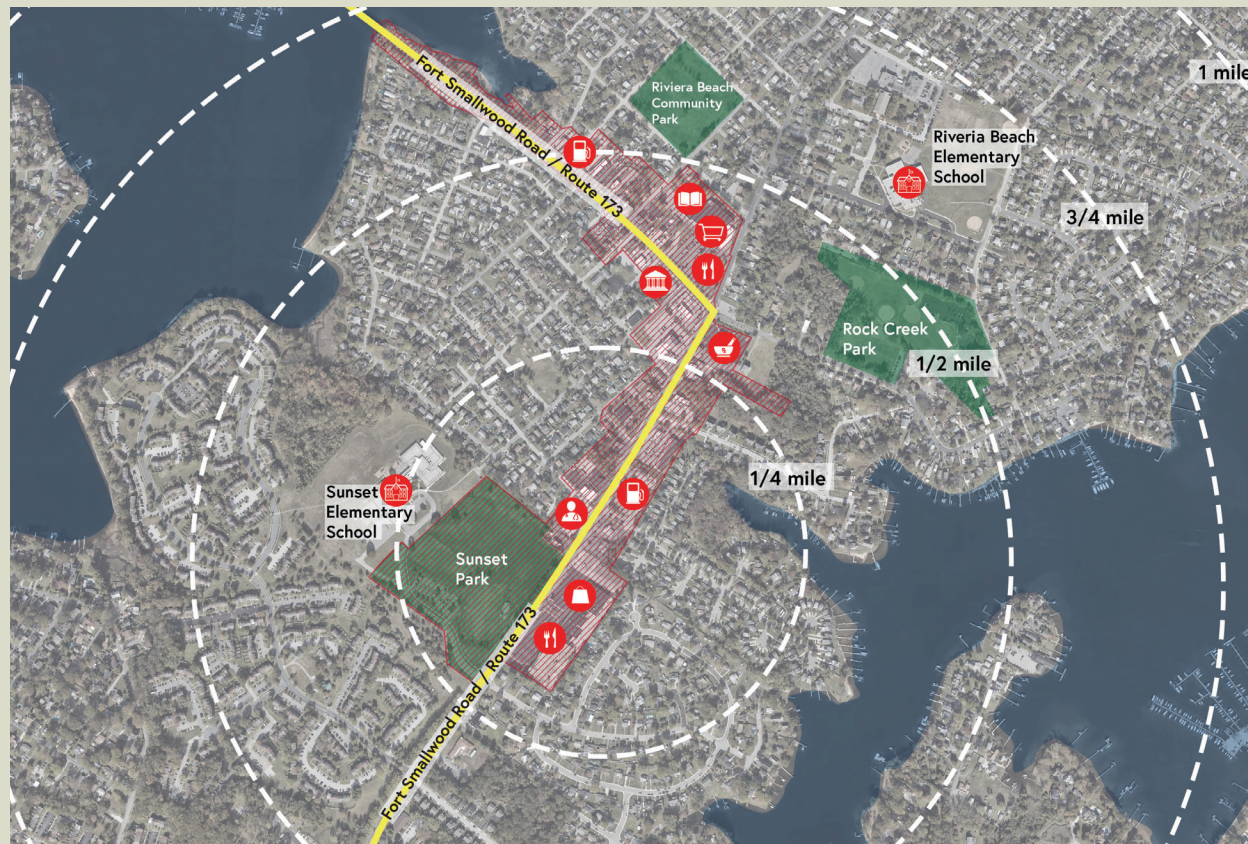 Fort Smallwood Road / Route 173
Riviera Beach
Community
Park
1 mile
Riveria Beach
Elementary
School
3/4 mile
Rock Creek
Park
1/2 mile
1/4 mile
Sunset
Elementary
School
Sunset
Park
Fort Smallwood Road / Route 173